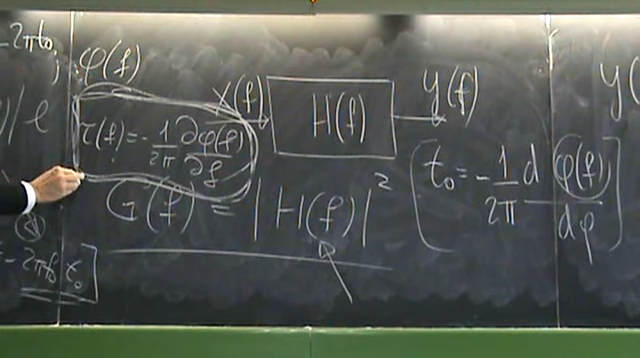 -2πt₀
φ(f)
X(f) H(f) y(f)
τ(f) = - 1/2π ∂φ(f)/∂f
G(f) = |H(f)|²
[t₀ = - 1/2π d φ(f)/dφ]
y(
)| e
- 2πf₀ t₀]